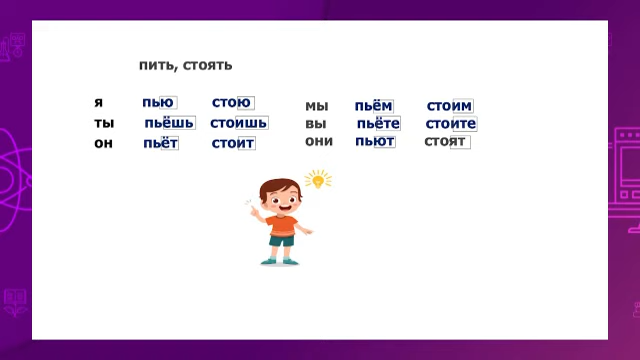 пить, стоять
я пью стою
ты пьёшь стоишь
он пьёт стоит
мы пьём стоим
вы пьёте стоите
они пьют стоят